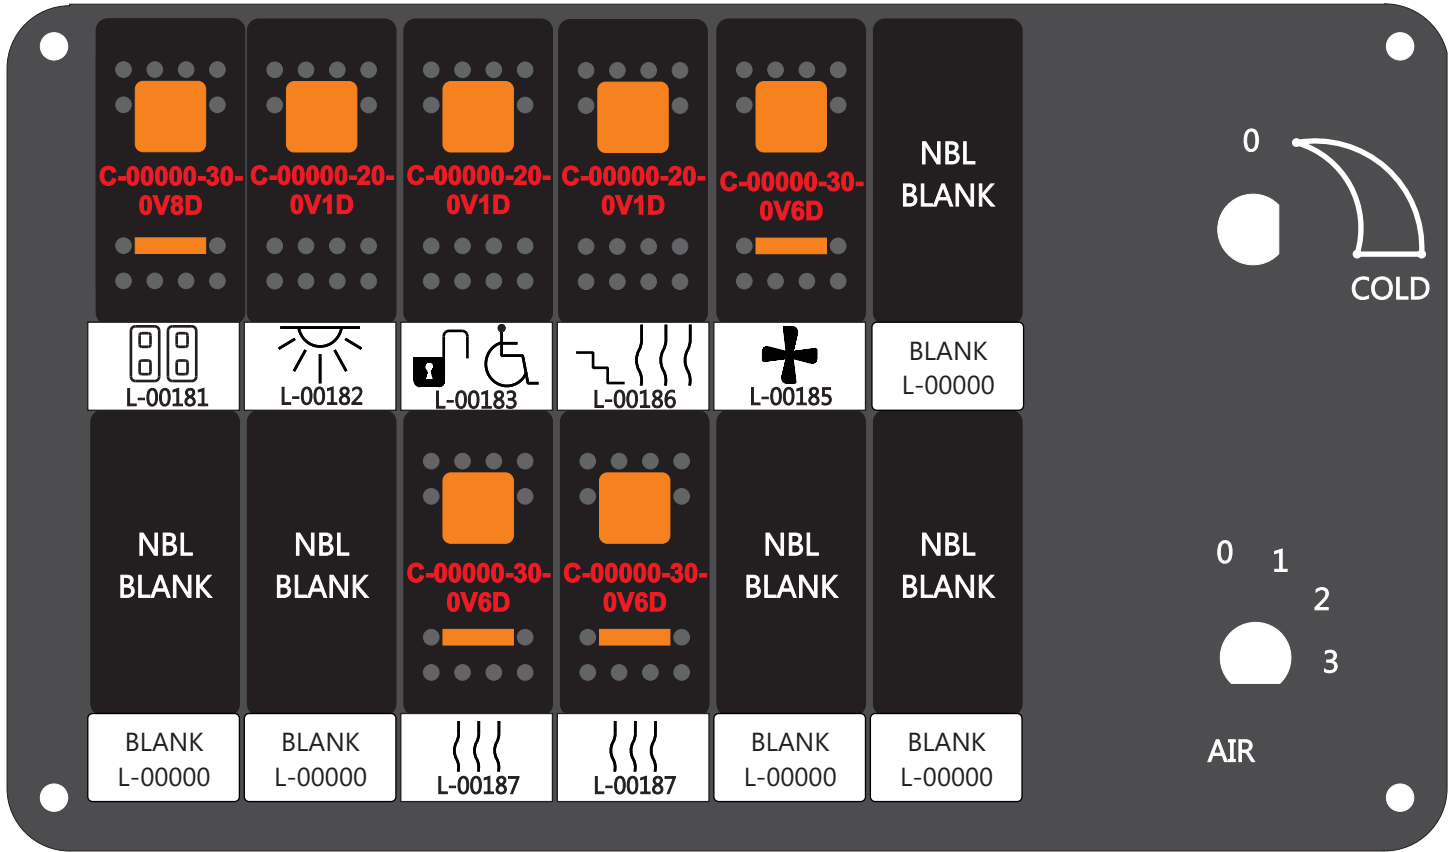 C-00000-30-
0V8D
C-00000-20-
0V1D
C-00000-20-
0V1D
C-00000-20-
0V1D
C-00000-30-
0V6D
NBL
BLANK
0
COLD
L-00181
L-00182
L-00183
L-00186
L-00185
BLANK
L-00000
NBL
BLANK
NBL
BLANK
C-00000-30-
0V6D
C-00000-30-
0V6D
NBL
BLANK
NBL
BLANK
0
1
2
3
AIR
BLANK
L-00000
BLANK
L-00000
L-00187
L-00187
BLANK
L-00000
BLANK
L-00000